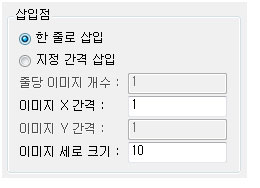 삽입점
한 줄로 삽입
지정 간격 삽입
줄당 이미지 개수 : 1
이미지 X 간격 : 1
이미지 Y 간격 : 1
이미지 세로 크기 : 10